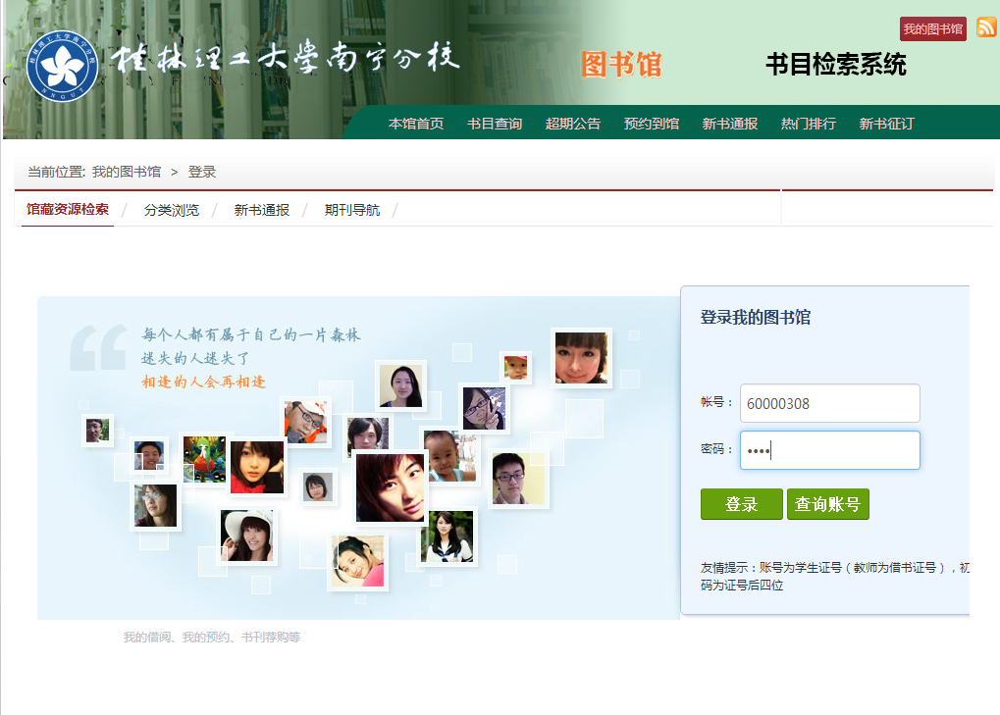 我的图书馆
桂林理工大学南宁分校
图书馆
书目检索系统
本馆首页 书目查询 超期公告 预约到馆 新书通报 热门排行 新书征订
当前位置: 我的图书馆 > 登录
馆藏资源检索 / 分类浏览 / 新书通报 / 期刊导航 /
每个人都有属于自己的一片森林
迷失的人迷失了
相逢的人会再相逢
登录我的图书馆
帐号： 60000308
密码： ••••
登录 查询账号
友情提示：账号为学生证号（教师为借书证号），初
码为证号后四位
我的借阅、我的预约、书刊荐购等